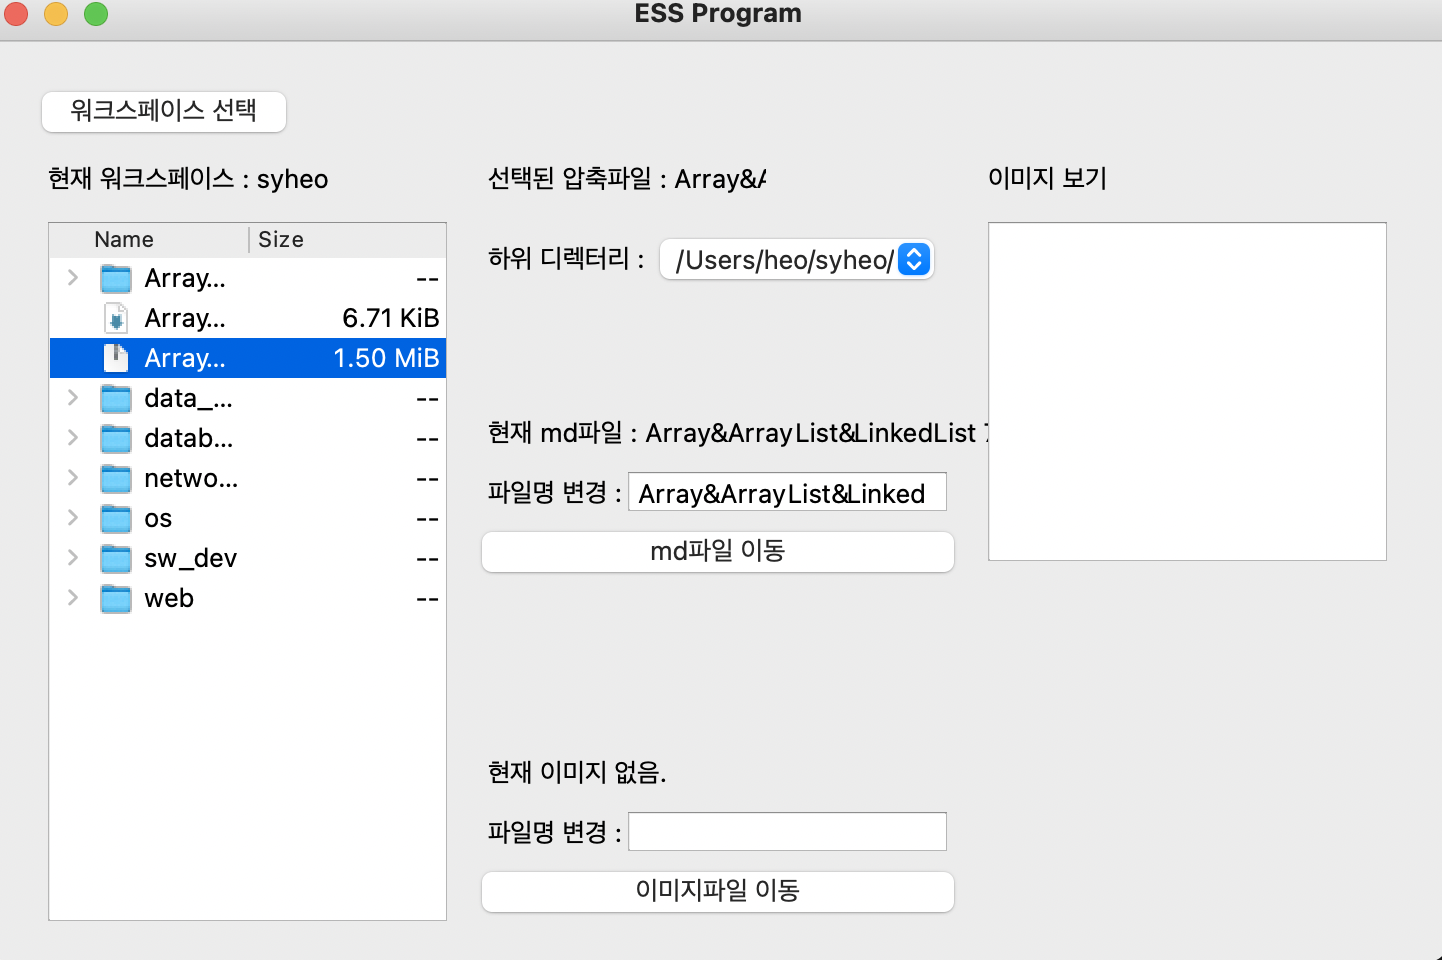 ESS Program
워크스페이스 선택
현재 워크스페이스 : syheo
Name Size
Array... --
Array... 6.71 KiB
Array... 1.50 MiB
data_... --
datab... --
netwo... --
os --
sw_dev --
web --
선택된 압축파일 : Array&
하위 디렉터리 : /Users/heo/syheo/
현재 md파일 : Array&ArrayList&LinkedList
파일명 변경 : Array&ArrayList&Linked
md파일 이동
현재 이미지 없음.
파일명 변경 :
이미지파일 이동
이미지 보기